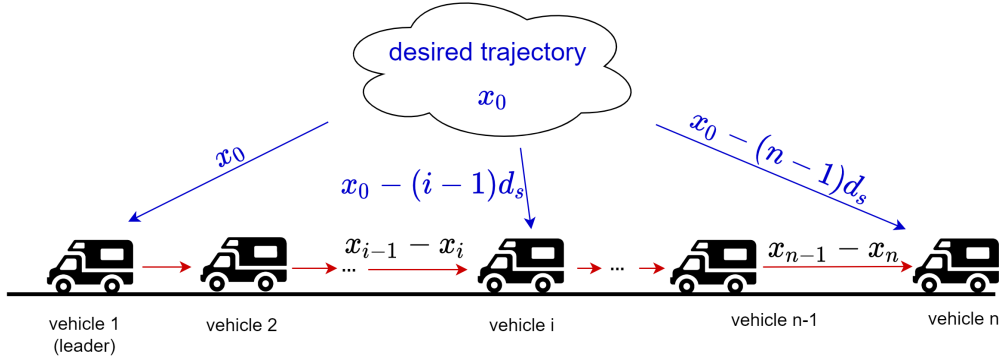 desired trajectory
x_0
x_0
x_0 - (i - 1)d_s
x_0 - (n - 1)d_s
x_{i-1} - x_i
x_{n-1} - x_n
...
...
vehicle 1
(leader)
vehicle 2
vehicle i
vehicle n-1
vehicle n